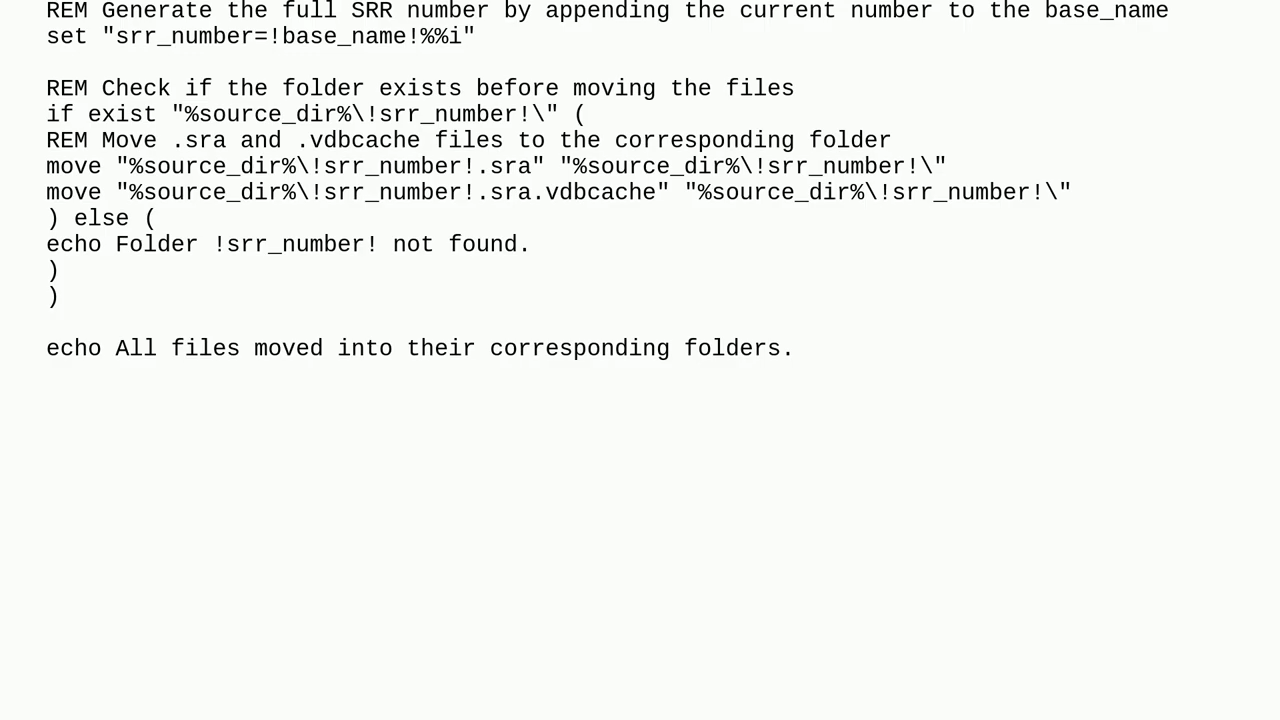 REM Generate the full SRR number by appending the current number to the base_name
set "srr_number=!base_name!%%i"
REM Check if the folder exists before moving the files
if exist "%source_dir%\!srr_number!\" (
REM Move .sra and .vdbcache files to the corresponding folder
move "%source_dir%\!srr_number!.sra" "%source_dir%\!srr_number!\"
move "%source_dir%\!srr_number!.sra.vdbcache" "%source_dir%\!srr_number!\"
) else (
echo Folder !srr_number! not found.
)
)
echo All files moved into their corresponding folders.